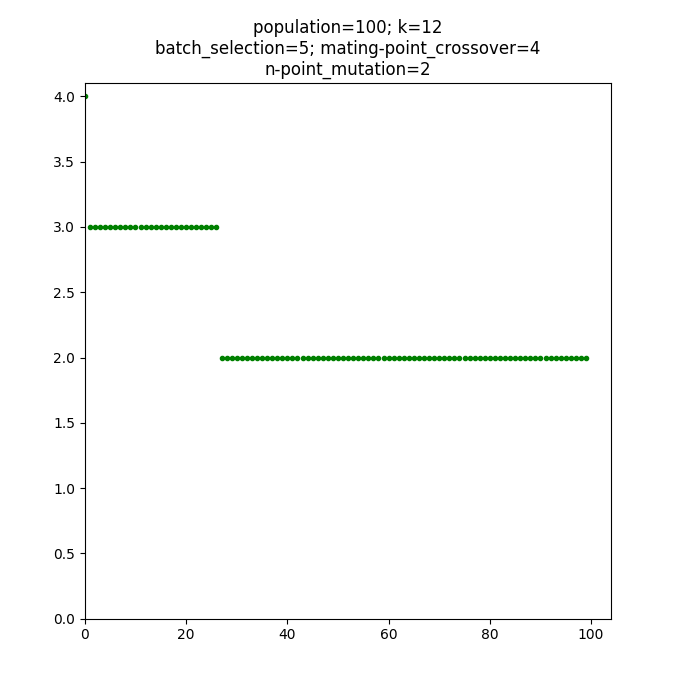 population=100; k=12
batch_selection=5; mating-point_crossover=4
n-point_mutation=2
4.0
3.5
3.0
2.5
2.0
1.5
1.0
0.5
0.0
0 20 40 60 80 100